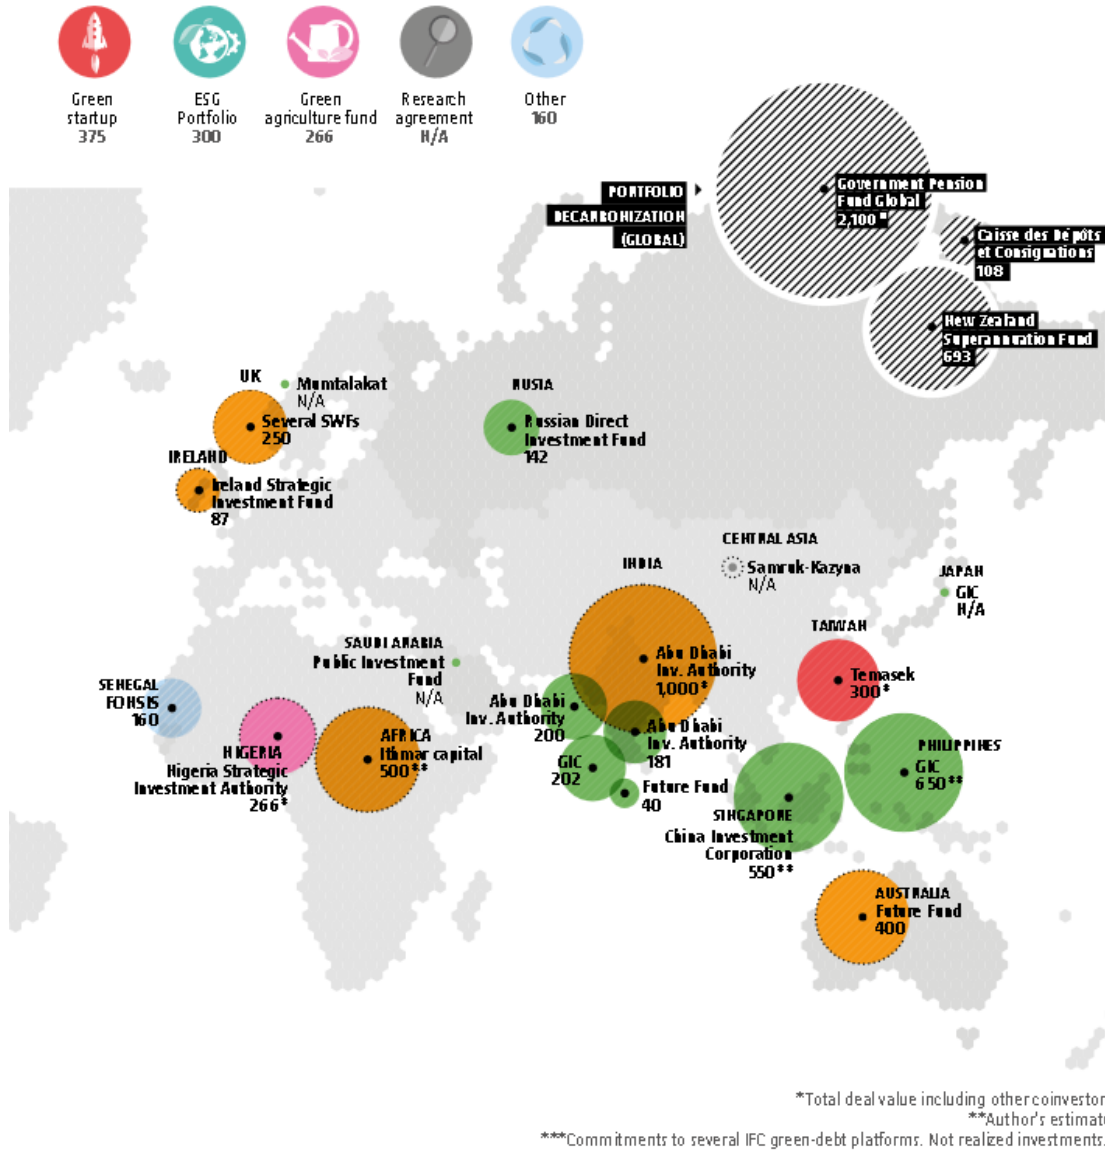 Green
startup
375
ESG
Portfolio
300
Green
agriculture fund
266
Research
agreement
N/A
Other
160
PORTFOLIO
DECARBONIZATION
(GLOBAL)
Government Pension
Fund Global
2,100
Caisse des Dépôts
et Consignations
108
New Zealand
Superannuation Fund
693
UK
Mumtalakat
N/A
Several SWFs
250
RUSIA
Russian Direct
Investment Fund
142
IRELAND
Ireland Strategic
Investment Fund
87
CENTRAL ASIA
Samruk-Kazyna
N/A
INDIA
Abu Dhabi
Inv. Authority
1,000*
JAPAN
GIC
N/A
TAIWAN
Temasek
300*
SAUDI ARABIA
Public Investment
Fund
N/A
SENEGAL
FONSIS
160
Abu Dhabi
Inv. Authority
200
Abu Dhabi
Inv. Authority
181
NIGERIA
Nigeria Strategic
Investment Authority
266*
AFRICA
Ithmar capital
500**
GIC
202
Future Fund
40
PHILIPPINES
GIC
650**
SINGAPORE
China Investment
Corporation
550**
AUSTRALIA
Future Fund
400
*Total deal value including other coinvestor
**Author's estimat
***Commitments to several IFC green-debt platforms. Not realized investments.